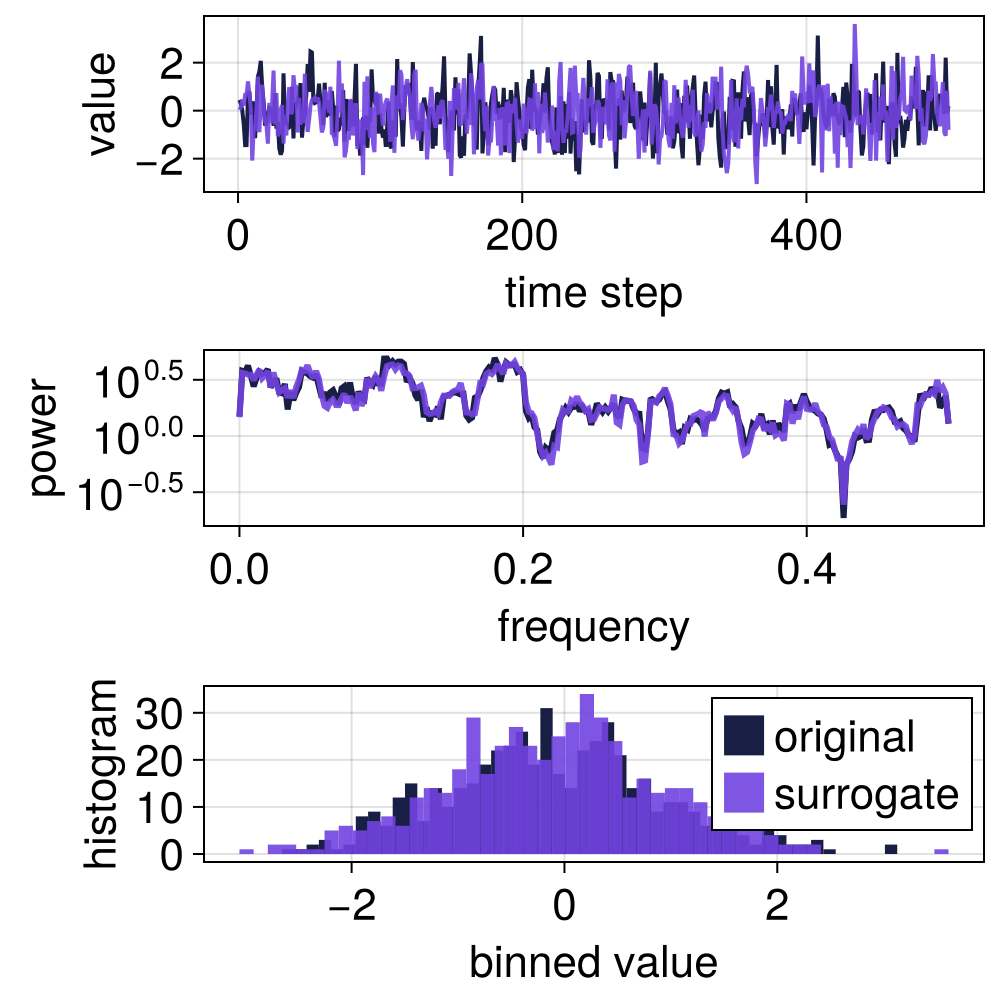 value
2
0
−2
0
200
400
time step
power
10^0.5
10^0.0
10^−0.5
0.0
0.2
0.4
frequency
histogram
30
20
10
0
original
surrogate
−2
0
2
binned value